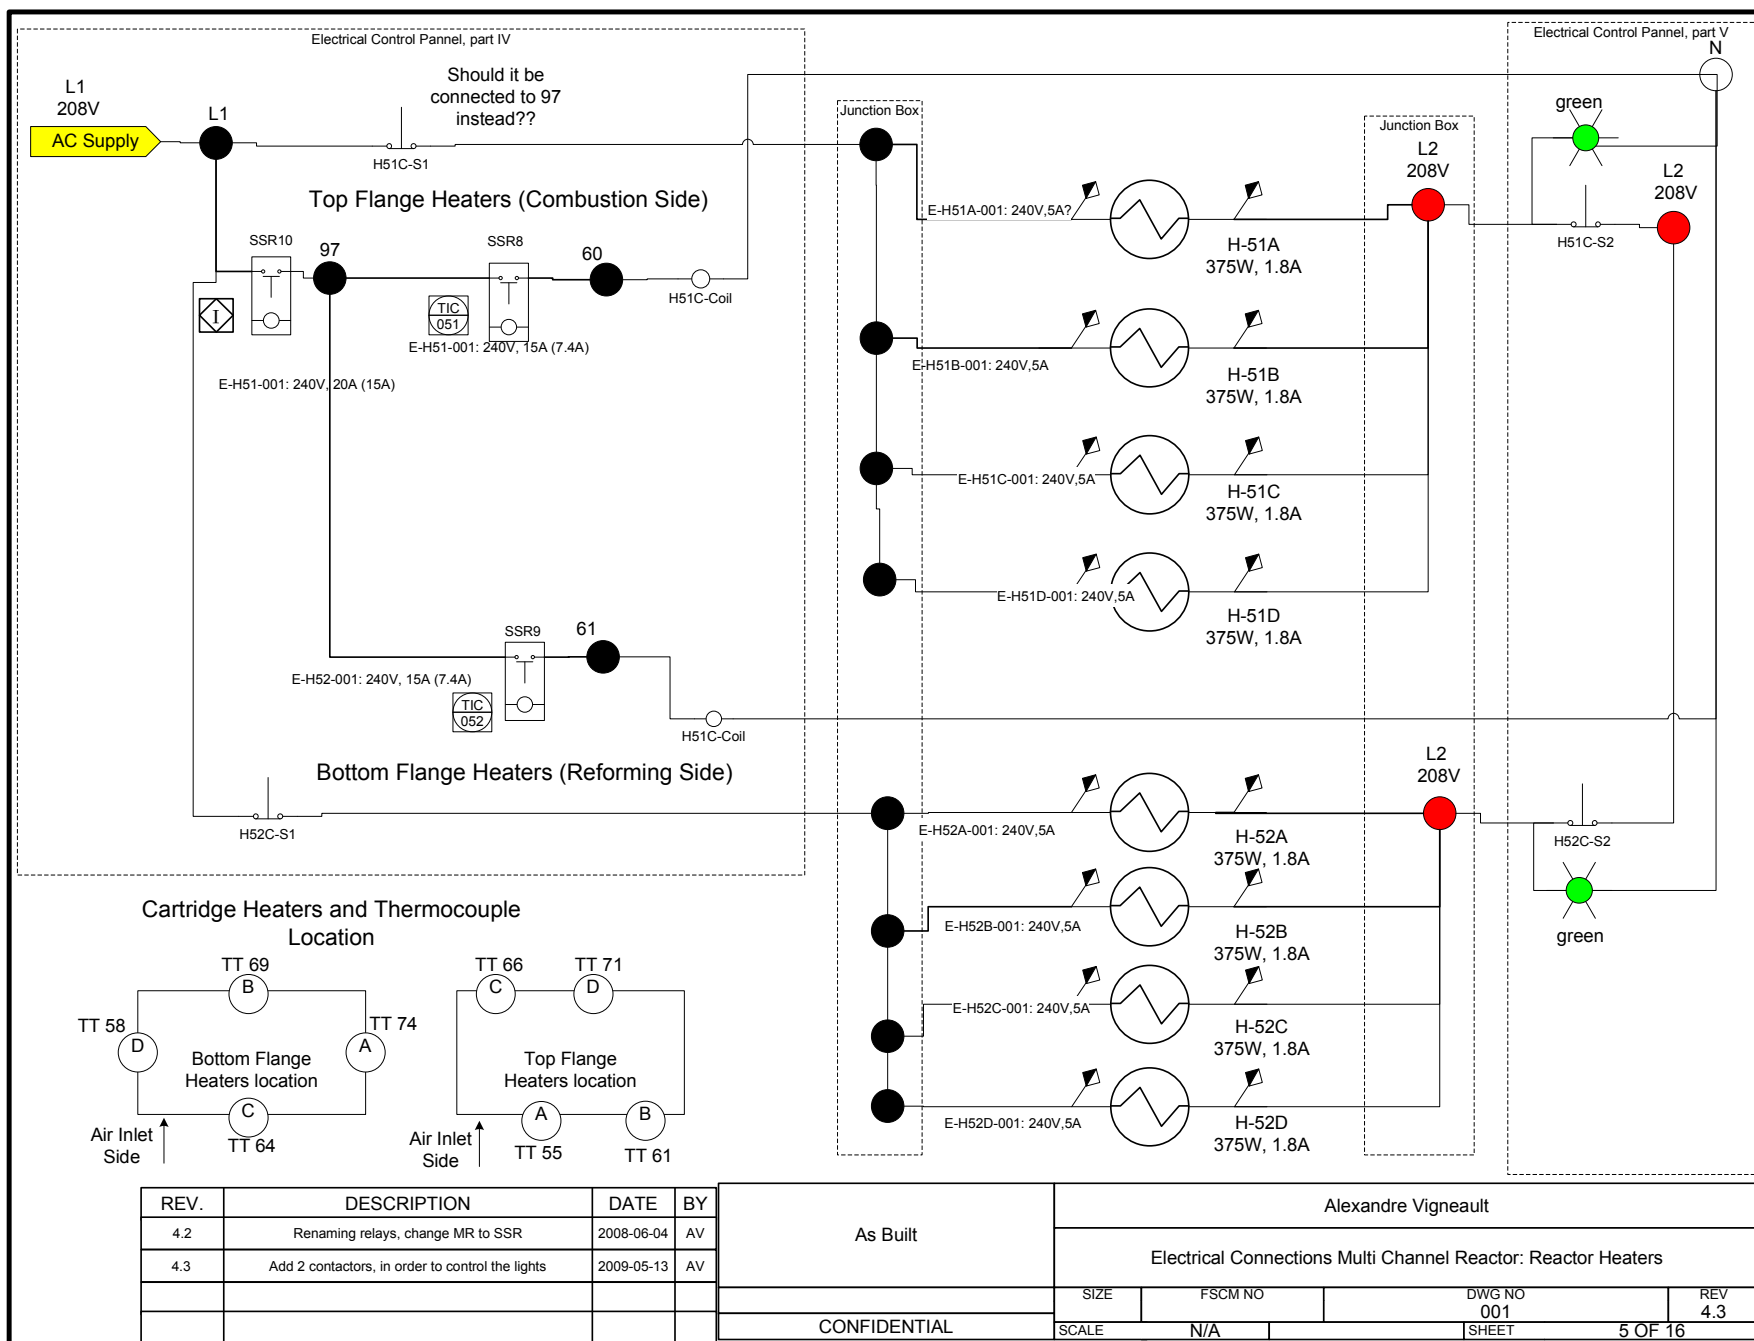 Electrical Control Pannel, part IV
Electrical Control Pannel, part V
N
L1
208V
AC Supply
L1
Should it be
connected to 97
instead??
H51C-S1
Junction Box
Junction Box
green
L2
208V
L2
208V
H51C-S2
Top Flange Heaters (Combustion Side)
E-H51A-001: 240V,5A?
H-51A
375W, 1.8A
SSR10
97
SSR8
60
H51C-Coil
I
TIC
051
E-H51-001: 240V, 15A (7.4A)
E-H51-001: 240V, 20A (15A)
E-H51B-001: 240V,5A
H-51B
375W, 1.8A
E-H51C-001: 240V,5A
H-51C
375W, 1.8A
E-H51D-001: 240V,5A
H-51D
375W, 1.8A
SSR9
61
E-H52-001: 240V, 15A (7.4A)
TIC
052
H51C-Coil
Bottom Flange Heaters (Reforming Side)
H52C-S1
L2
208V
E-H52A-001: 240V,5A
H-52A
375W, 1.8A
H52C-S2
green
E-H52B-001: 240V,5A
H-52B
375W, 1.8A
E-H52C-001: 240V,5A
H-52C
375W, 1.8A
E-H52D-001: 240V,5A
H-52D
375W, 1.8A
Cartridge Heaters and Thermocouple
Location
TT 69
B
TT 58
D
TT 74
A
Bottom Flange
Heaters location
C
TT 64
Air Inlet
Side
TT 66
C
TT 71
D
Top Flange
Heaters location
A
TT 55
B
TT 61
Air Inlet
Side
REV. DESCRIPTION DATE BY
4.2 Renaming relays, change MR to SSR 2008-06-04 AV
4.3 Add 2 contactors, in order to control the lights 2009-05-13 AV
As Built
CONFIDENTIAL
Alexandre Vigneault
Electrical Connections Multi Channel Reactor: Reactor Heaters
SIZE FSCM NO DWG NO REV
001 4.3
SCALE N/A SHEET 5 OF 16